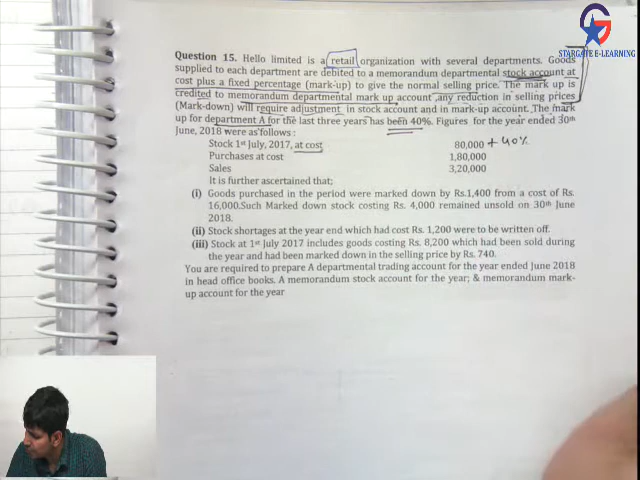 STARGATE E-LEARNING
Question 15. Hello limited is a retail organization with several departments. Goods
supplied to each department are debited to a memorandum departmental stock account at
cost plus a fixed percentage (mark-up) to give the normal selling price. The mark up is
credited to memorandum departmental mark up account, any reduction in selling prices
(Mark-down) will require adjustment in stock account and in mark-up account. The mark
up for department A for the last three years has been 40%. Figures for the year ended 30th
June, 2018 were as follows :
Stock 1st July, 2017, at cost 80,000 + 40%
Purchases at cost 1,80,000
Sales 3,20,000
It is further ascertained that;
(i) Goods purchased in the period were marked down by Rs.1,400 from a cost of Rs.
16,000.Such Marked down stock costing Rs. 4,000 remained unsold on 30th June
2018.
(ii) Stock shortages at the year end which had cost Rs. 1,200 were to be written off.
(iii) Stock at 1st July 2017 includes goods costing Rs. 8,200 which had been sold during
the year and had been marked down in the selling price by Rs. 740.
You are required to prepare A departmental trading account for the year ended June 2018
in head office books. A memorandum stock account for the year; & memorandum mark-
up account for the year